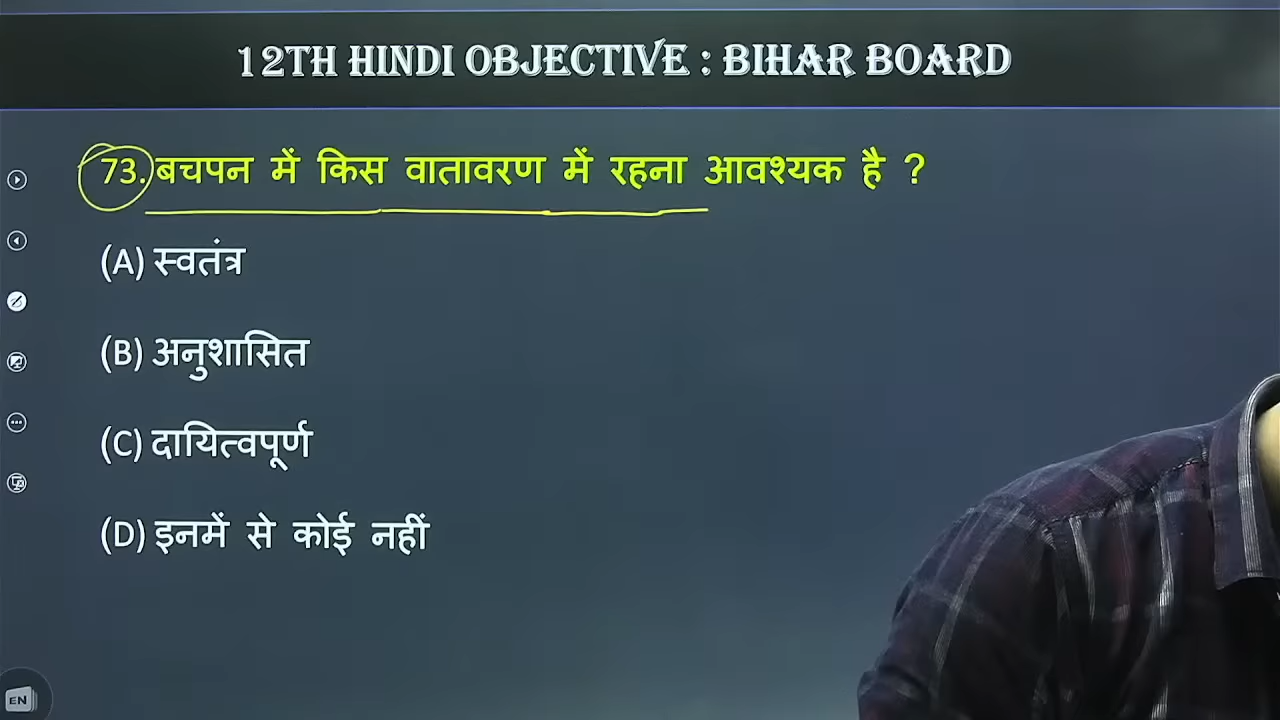 12TH HINDI OBJECTIVE : BIHAR BOARD
73. बचपन में किस वातावरण में रहना आवश्यक है ?
(A) स्वतंत्र
(B) अनुशासित
(C) दायित्वपूर्ण
(D) इनमें से कोई नहीं
EN